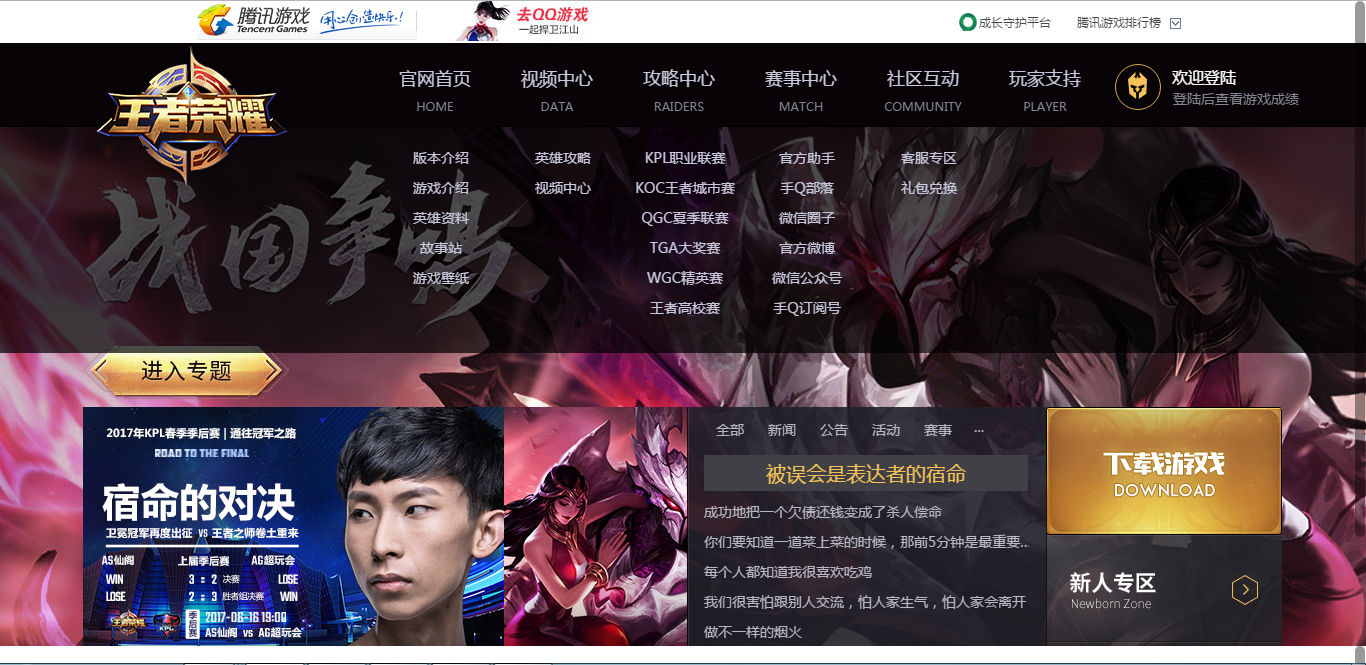 腾讯游戏 用心创造快乐!
Tencent Games
去QQ游戏
一起捍卫江山
成长守护平台 腾讯游戏排行榜
王者荣耀
官网首页 视频中心 攻略中心 赛事中心 社区互动 玩家支持
HOME DATA RAIDERS MATCH COMMUNITY PLAYER
欢迎登陆
登陆后查看游戏成绩
版本介绍 英雄攻略 KPL职业联赛 官方助手 客服专区
游戏介绍 视频中心 KOC王者城市赛 手Q部落 礼包兑换
英雄资料 QGC夏季联赛 微信圈子
故事站 TGA大奖赛 官方微博
游戏壁纸 WGC精英赛 微信公众号
王者高校赛 手Q订阅号
战国争鸣
进入专题
2017年KPL春季季后赛 | 通往冠军之路
ROAD TO THE FINAL
宿命的对决
卫冕冠军再度出征 VS 王者之师卷土重来
AS仙阁 上届季后赛 AG超玩会
WIN 3 : 2 决赛 LOSE
LOSE 2 : 3 胜者组决赛 WIN
王者荣耀 KPL 季后赛 2017-06-16 19:00
AS仙阁 vs AG超玩会
全部 新闻 公告 活动 赛事 ...
被误会是表达者的宿命
成功地把一个欠债还钱变成了杀人偿命
你们要知道一道菜上菜的时候，那前5分钟是最重要...
每个人都知道我很喜欢吃鸡
我们很害怕跟别人交流，怕人家生气，怕人家会离开
做不一样的烟火
下载游戏
DOWNLOAD
新人专区
Newborn Zone